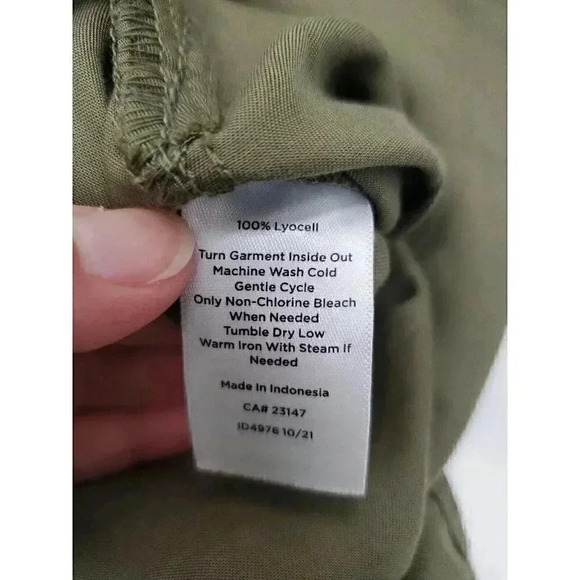 100% Lyocell
Turn Garment Inside Out
Machine Wash Cold
Gentle Cycle
Only Non-Chlorine Bleach
When Needed
Tumble Dry Low
Warm Iron With Steam If
Needed
Made In Indonesia
CA# 23147
ID4976 10/21